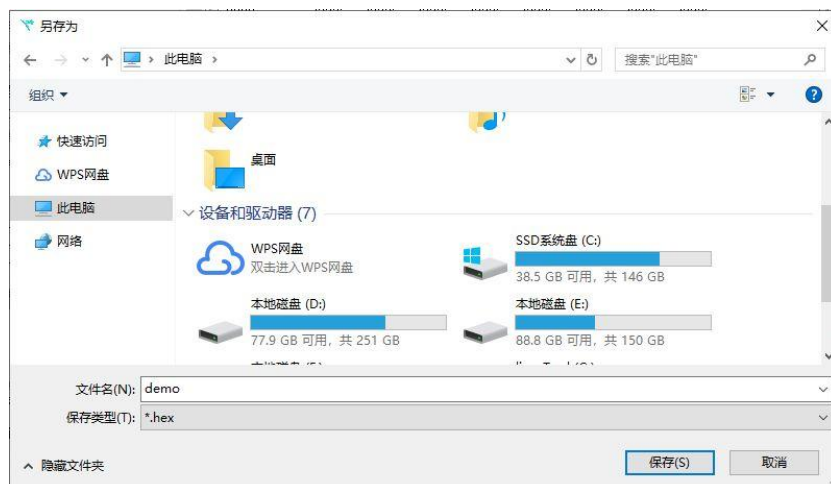 另存为
此电脑
搜索"此电脑"
组织
快速访问
WPS网盘
此电脑
网络
桌面
设备和驱动器 (7)
WPS网盘
双击进入WPS网盘
SSD系统盘 (C:)
38.5 GB 可用，共 146 GB
本地磁盘 (D:)
77.9 GB 可用，共 251 GB
本地磁盘 (E:)
88.8 GB 可用，共 150 GB
文件名(N): demo
保存类型(T): *.hex
隐藏文件夹
保存(S)
取消